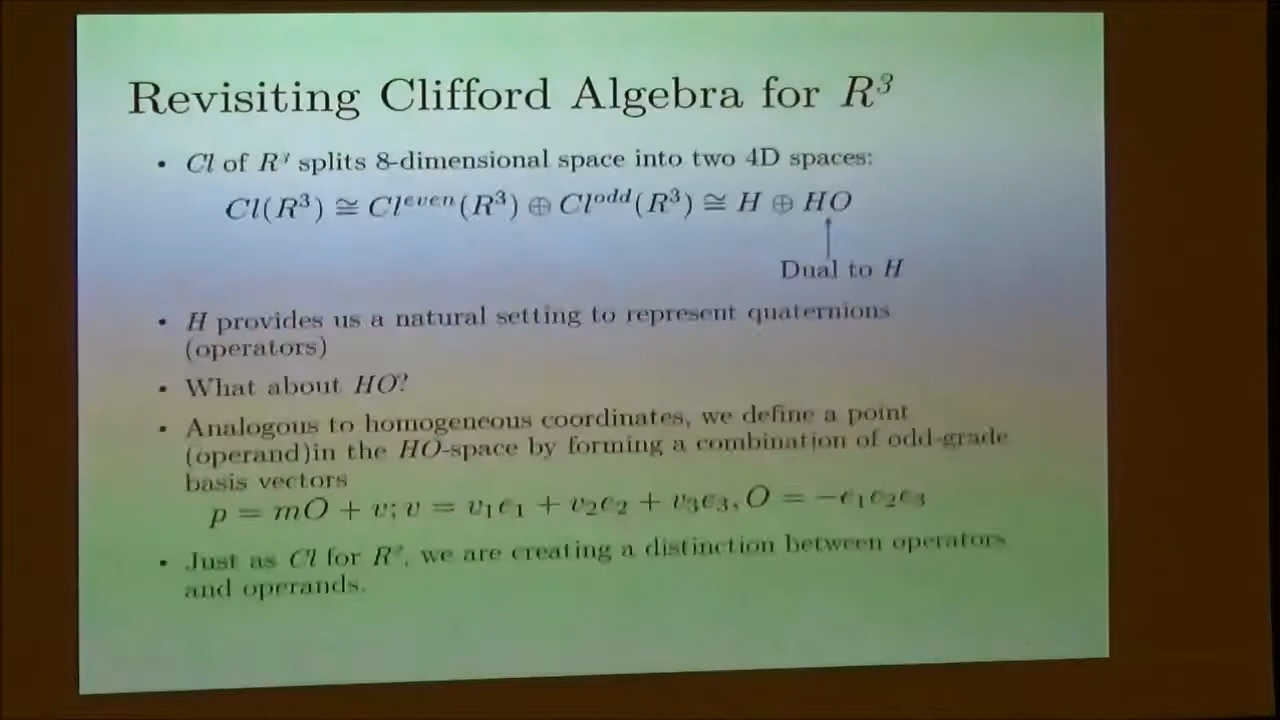 Revisiting Clifford Algebra for R³
• Cl of R³ splits 8-dimensional space into two 4D spaces:
Cl(R³) ≅ Cl^even(R³) ⊕ Cl^odd(R³) ≅ H ⊕ HO
Dual to H
• H provides us a natural setting to represent quaternions
(operators)
• What about HO?
• Analogous to homogeneous coordinates, we define a point
(operand)in the HO-space by forming a combination of odd-grade
basis vectors
p = mO + v; v = v₁e₁ + v₂e₂ + v₃e₃, O = −e₁e₂e₃
• Just as Cl for R², we are creating a distinction between operators
and operands.